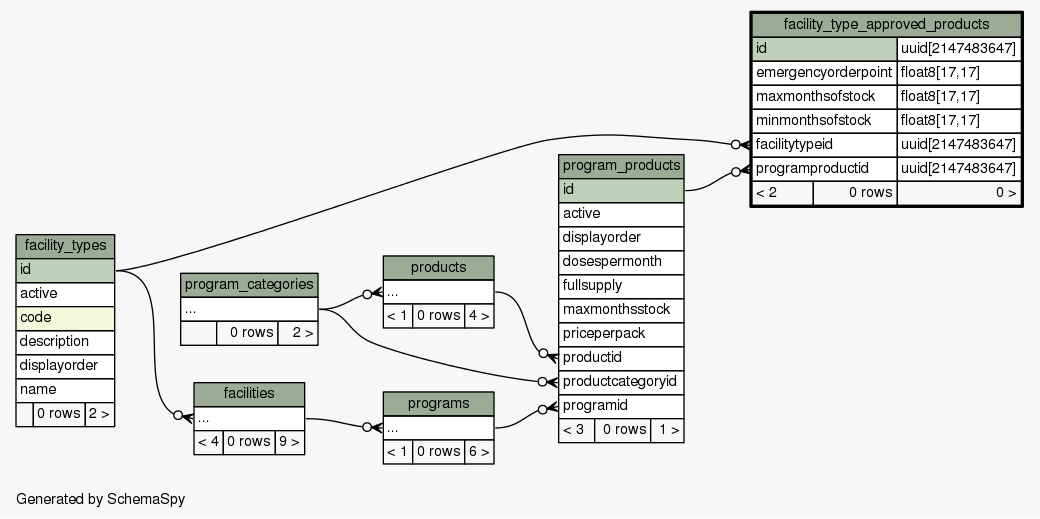 facility_type_approved_products
id uuid[2147483647]
emergencyorderpoint float8[17,17]
maxmonthsofstock float8[17,17]
minmonthsofstock float8[17,17]
facilitytypeid uuid[2147483647]
programproductid uuid[2147483647]
< 2 0 rows 0 >
program_products
id
active
displayorder
dosespermonth
fullsupply
maxmonthsstock
priceperpack
productid
productcategoryid
programid
< 3 0 rows 1 >
facility_types
id
active
code
description
displayorder
name
0 rows 2 >
program_categories
...
0 rows 2 >
products
...
< 1 0 rows 4 >
facilities
...
< 4 0 rows 9 >
programs
...
< 1 0 rows 6 >
Generated by SchemaSpy